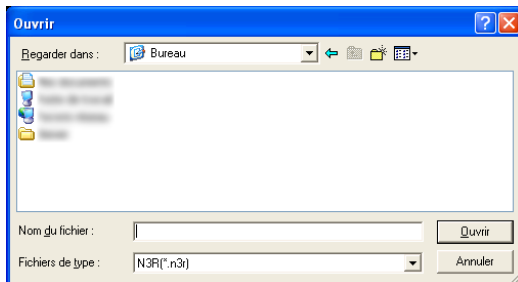 Ouvrir
Regarder dans : Bureau
Nom du fichier : Ouvrir
Fichiers de type : N3R(*.n3r) Annuler